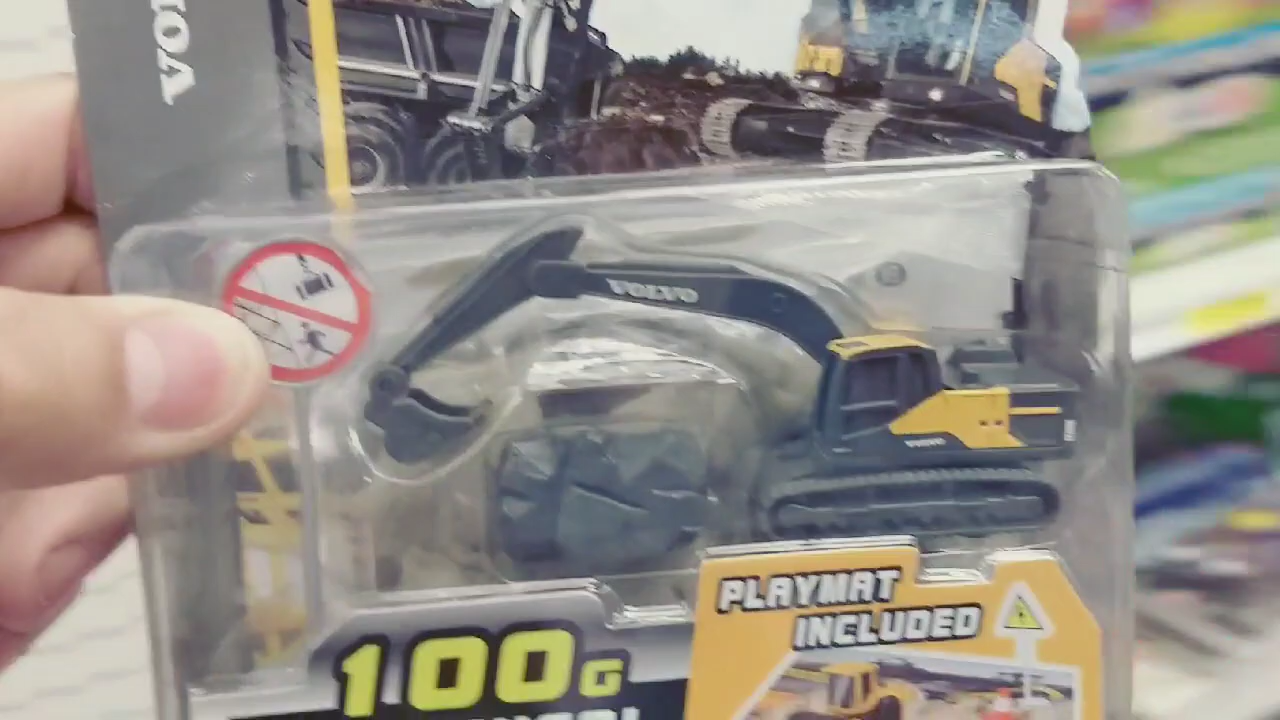 VOLVO
VOLVO
PLAYMAT
INCLUDED
100G